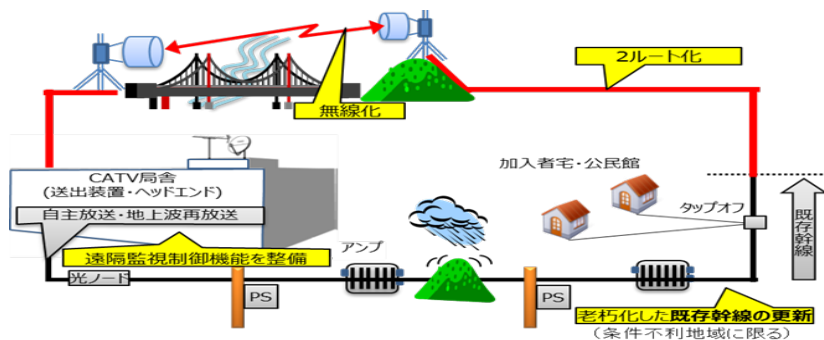 2ルート化
無線化
CATV局舎
(送出装置・ヘッドエンド)
自主放送・地上波再放送
遠隔監視制御機能を整備
光ノード
PS
アンプ
加入者宅・公民館
タップオフ
既存幹線
PS
老朽化した既存幹線の更新
(条件不利地域に限る)